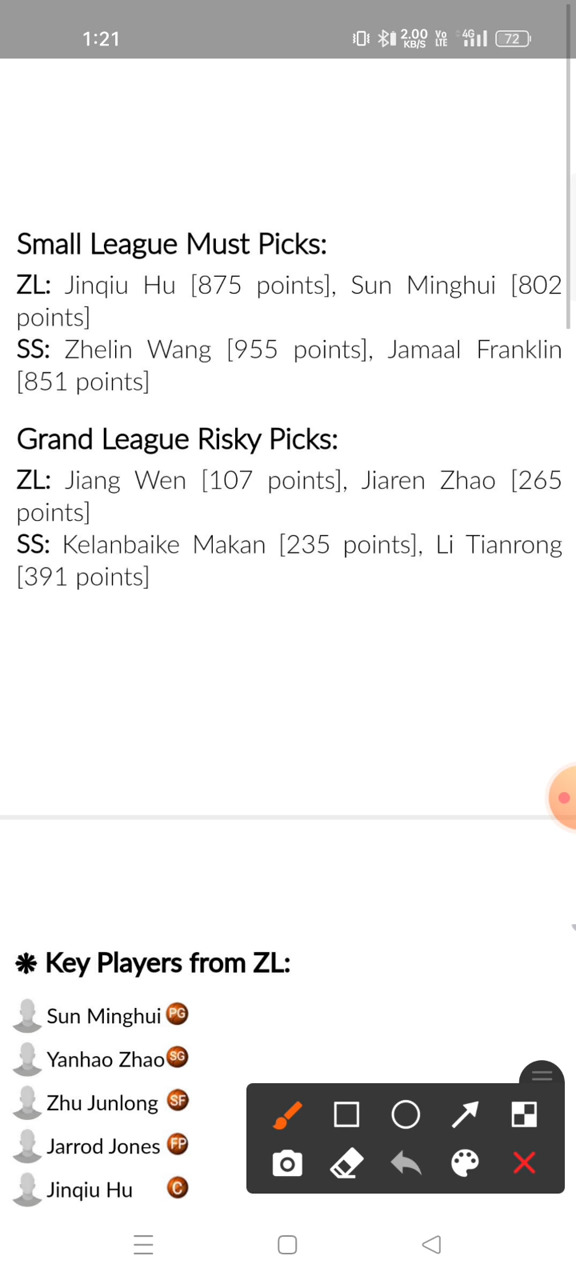 1:21
2.00 KB/S Vo LTE 4G 72
Small League Must Picks:
ZL: Jinqiu Hu [875 points], Sun Minghui [802
points]
SS: Zhelin Wang [955 points], Jamaal Franklin
[851 points]
Grand League Risky Picks:
ZL: Jiang Wen [107 points], Jiaren Zhao [265
points]
SS: Kelanbaike Makan [235 points], Li Tianrong
[391 points]
✱ Key Players from ZL:
Sun Minghui PG
Yanhao Zhao SG
Zhu Junlong SF
Jarrod Jones FP
Jinqiu Hu C